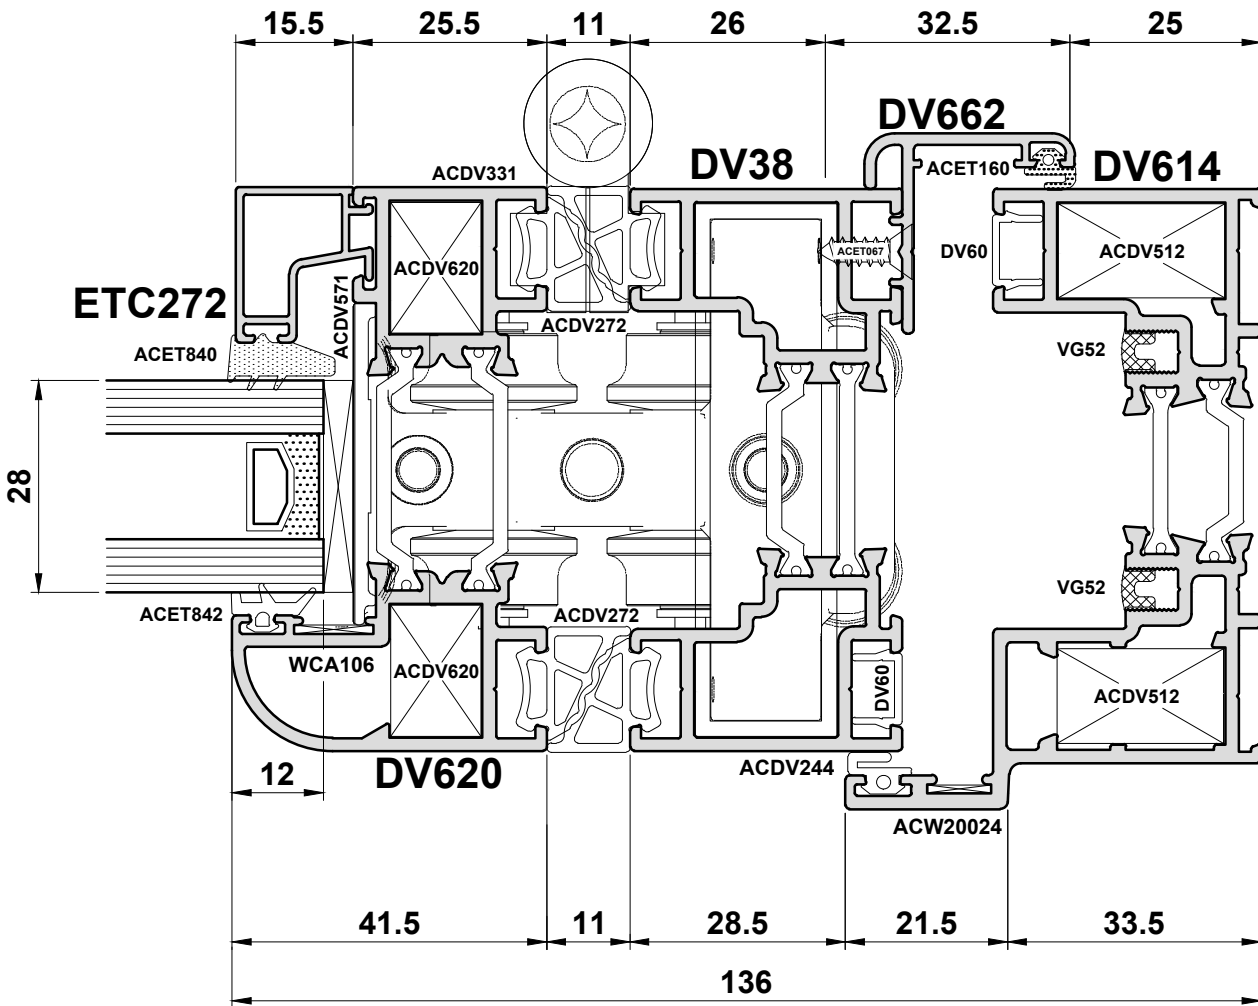 15.5 25.5 11 26 32.5 25
DV662
DV38
ACET160
DV614
ACDV331
ACET067
DV60
ACDV512
ACDV620
ETC272
ACDV571
ACDV272
ACET840
VG52
28
VG52
ACET842
ACDV272
WCA106
ACDV620
DV60
ACDV512
12
DV620
ACDV244
ACW20024
41.5 11 28.5 21.5 33.5
136